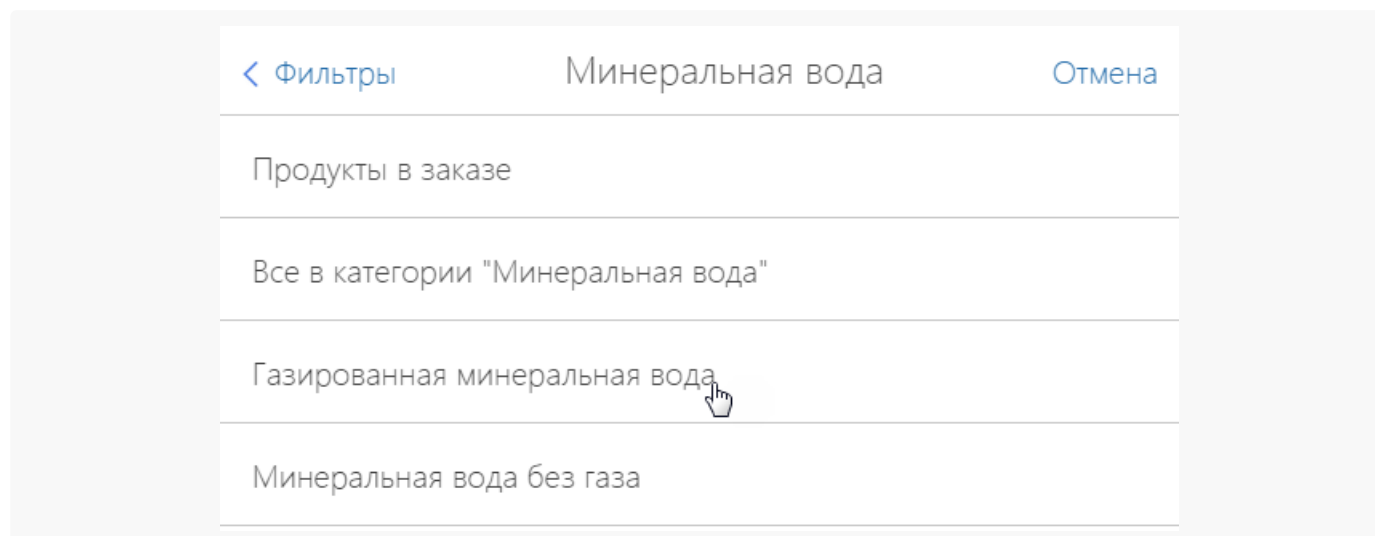 Фильтры Минеральная вода Отмена
Продукты в заказе
Все в категории "Минеральная вода"
Газированная минеральная вода
Минеральная вода без газа